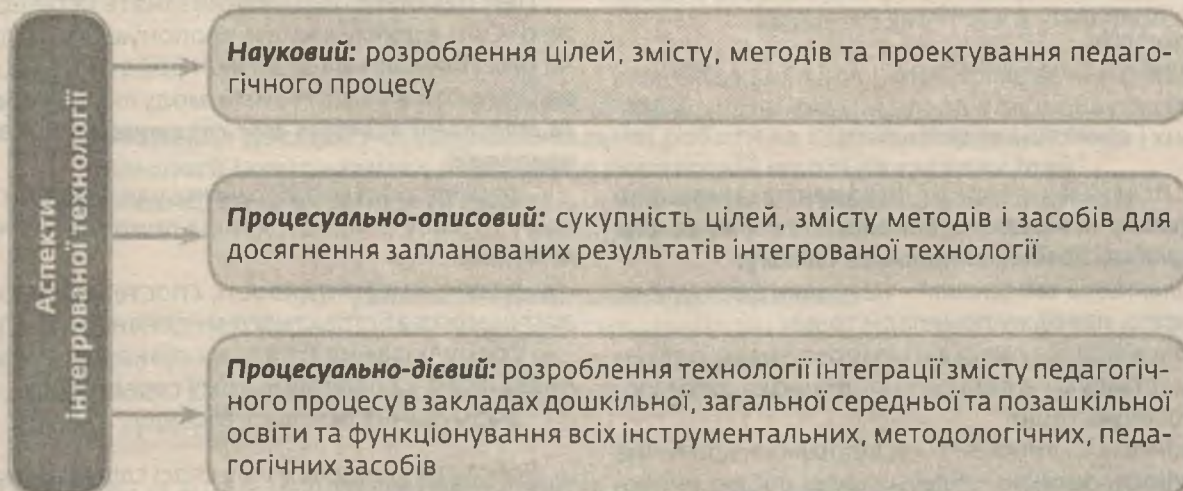 Аспекти
інтегрованої технології
Науковий: розроблення цілей, змісту, методів та проектування педаго-
гічного процесу
Процесуально-описовий: сукупність цілей, змісту методів і засобів для
досягнення запланованих результатів інтегрованої технології
Процесуально-дієвий: розроблення технології інтеграції змісту педагогіч-
ного процесу в закладах дошкільної, загальної середньої та позашкільної
освіти та функціонування всіх інструментальних, методологічних, педа-
гогічних засобів